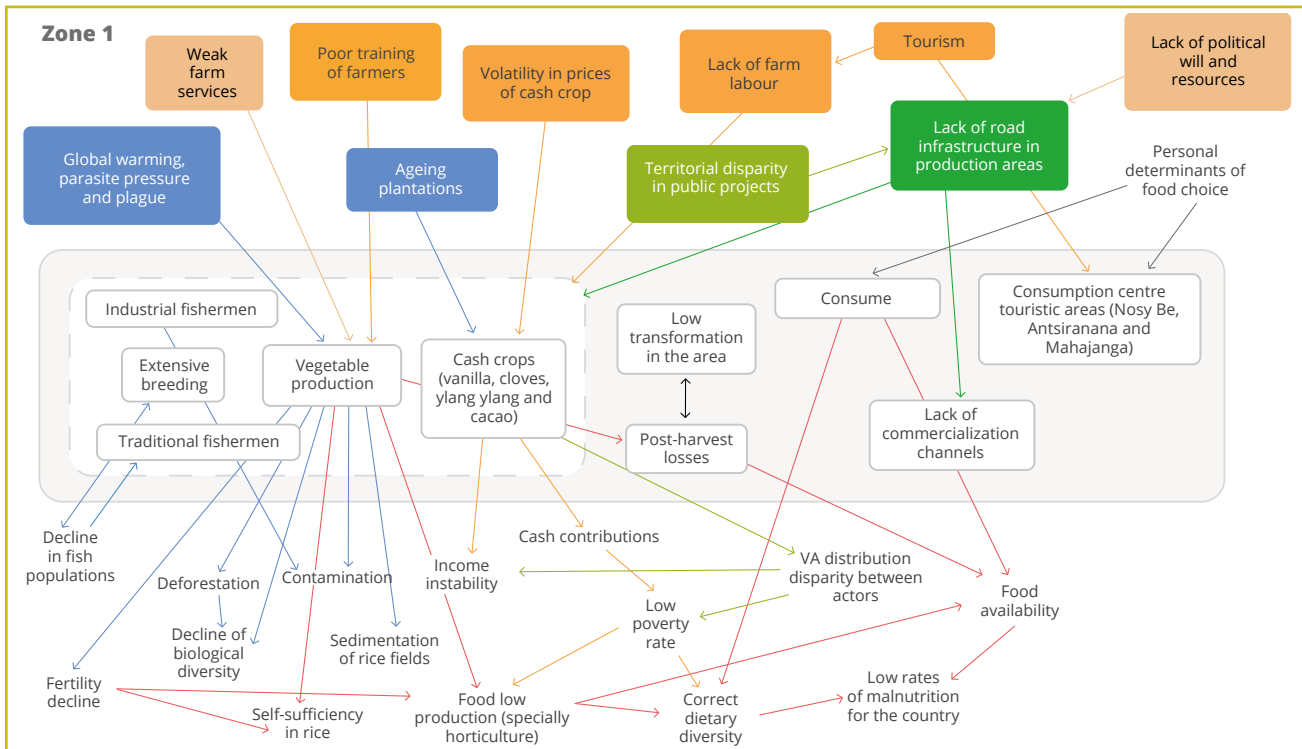 Zone 1
Weak
farm
services
Poor training
of farmers
Volatility in prices
of cash crop
Lack of farm
labour
Tourism
Lack of political
will and
resources
Global warming,
parasite pressure
and plague
Ageing
plantations
Territorial disparity
in public projects
Lack of road
infrastructure in
production areas
Personal
determinants of
food choice
Industrial fishermen
Extensive
breeding
Traditional fishermen
Vegetable
production
Cash crops
(vanilla, cloves,
ylang ylang and
cacao)
Low
transformation
in the area
Post-harvest
losses
Consume
Lack of
commercialization
channels
Consumption centre
touristic areas (Nosy Be,
Antsiranana and
Mahajanga)
Decline
in fish
populations
Deforestation
Contamination
Income
instability
Cash contributions
VA distribution
disparity between
actors
Food
availability
Decline of
biological
diversity
Sedimentation
of rice fields
Low
poverty
rate
Fertility
decline
Self-sufficiency
in rice
Food low
production (specially
horticulture)
Correct
dietary
diversity
Low rates
of malnutrition
for the country